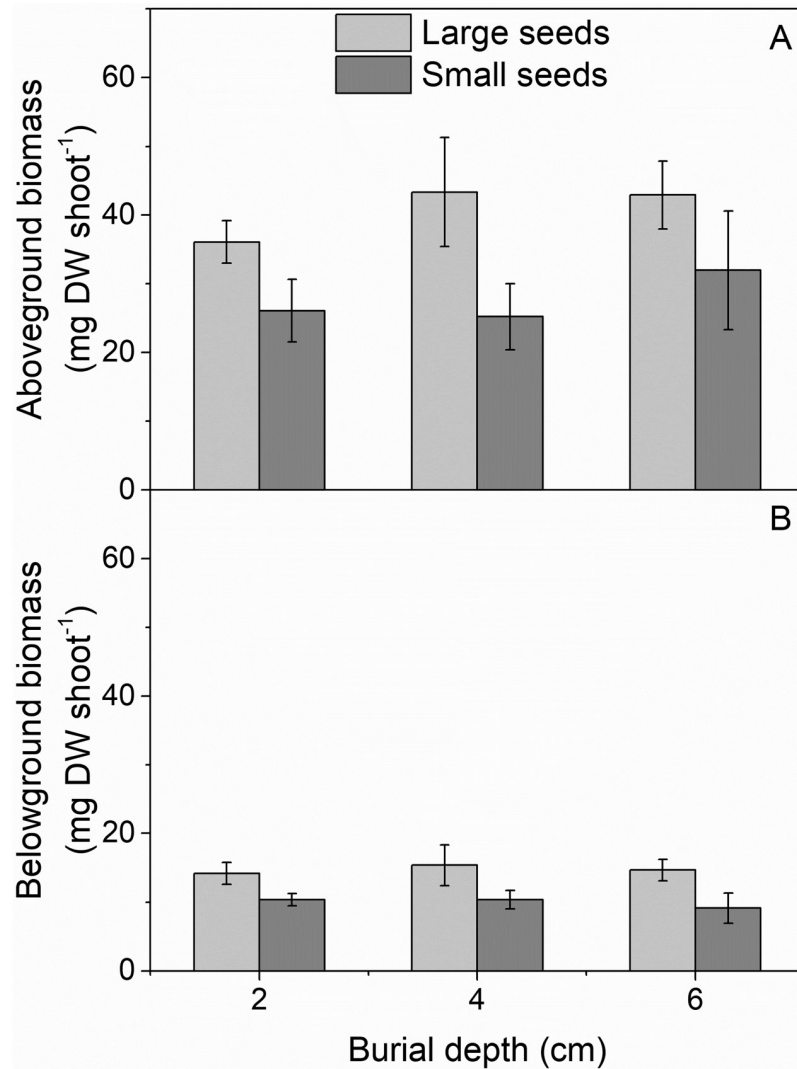 Large seeds
Small seeds
A
Aboveground biomass
(mg DW shoot⁻¹)
60
40
20
0
B
Belowground biomass
(mg DW shoot⁻¹)
60
40
20
0
2 4 6
Burial depth (cm)